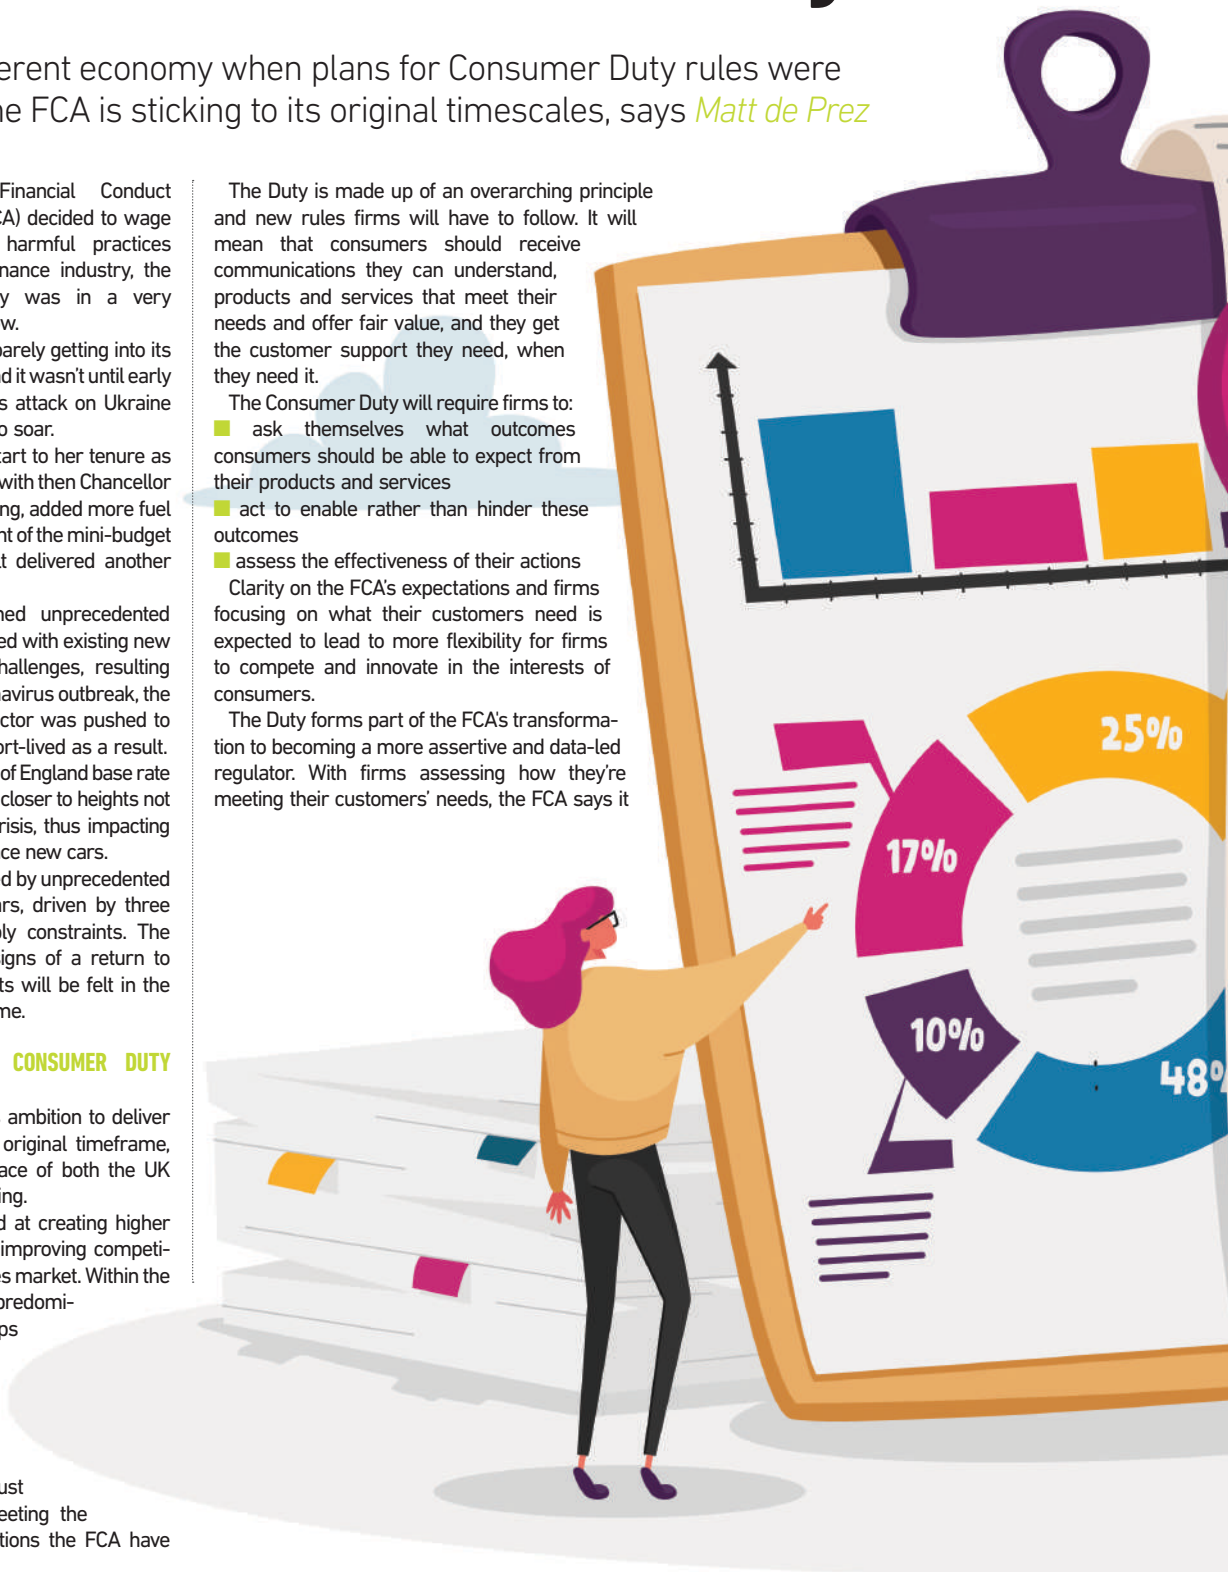 erent economy when plans for Consumer Duty rules were
e FCA is sticking to its original timescales, says Matt de Prez
Financial Conduct
CA) decided to wage
harmful practices
nance industry, the
y was in a very
w.
barely getting into its
d it wasn't until early
s attack on Ukraine
o soar.
tart to her tenure as
with then Chancellor
ng, added more fuel
nt of the mini-budget
t delivered another
ned unprecedented
ed with existing new
hallenges, resulting
navirus outbreak, the
ctor was pushed to
ort-lived as a result.
of England base rate
closer to heights not
risis, thus impacting
ce new cars.
d by unprecedented
ars, driven by three
ly constraints. The
igns of a return to
ts will be felt in the
me.
CONSUMER DUTY
ambition to deliver
original timeframe,
ace of both the UK
ing.
d at creating higher
improving competi-
es market. Within the
predomi-
ps
ust
eeting the
tions the FCA have
The Duty is made up of an overarching principle
and new rules firms will have to follow. It will
mean that consumers should receive
communications they can understand,
products and services that meet their
needs and offer fair value, and they get
the customer support they need, when
they need it.
The Consumer Duty will require firms to:
■ ask themselves what outcomes
consumers should be able to expect from
their products and services
■ act to enable rather than hinder these
outcomes
■ assess the effectiveness of their actions
Clarity on the FCA's expectations and firms
focusing on what their customers need is
expected to lead to more flexibility for firms
to compete and innovate in the interests of
consumers.
The Duty forms part of the FCA's transforma-
tion to becoming a more assertive and data-led
regulator. With firms assessing how they're
meeting their customers' needs, the FCA says it
25%
17%
10%
48%